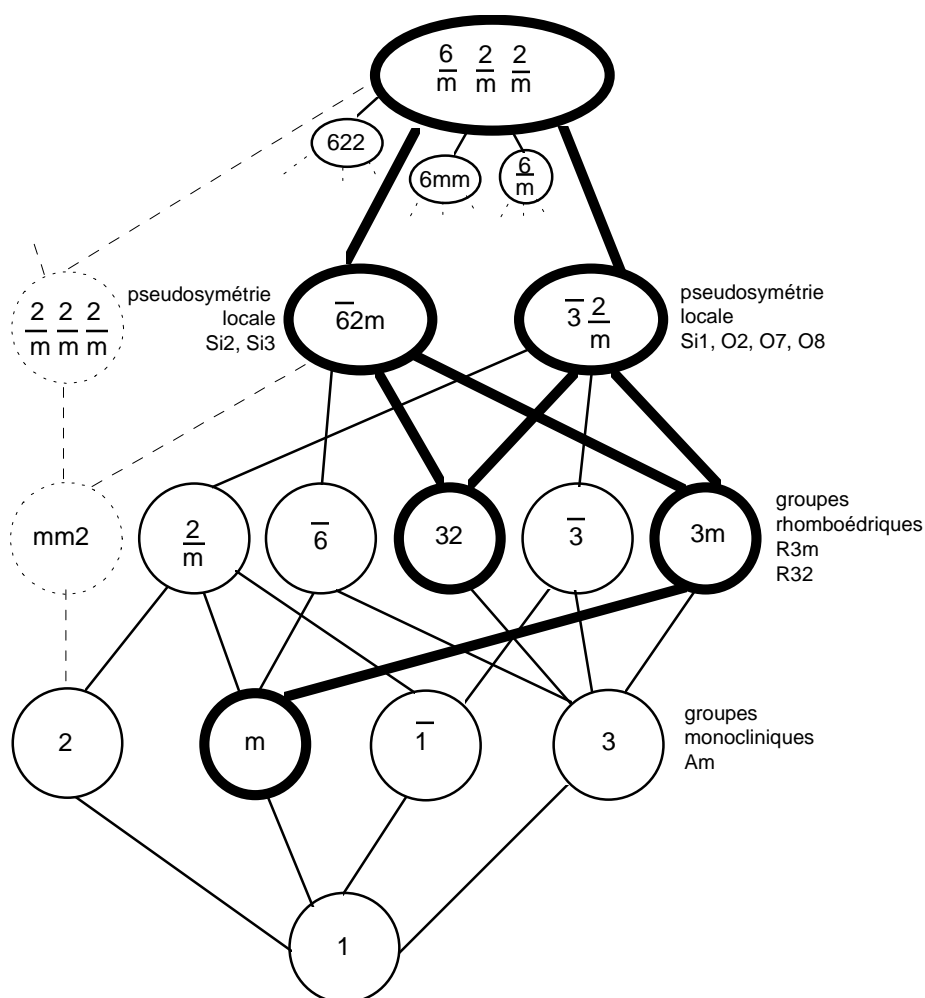 6/m 2/m 2/m
622
6mm
6/m
2/m 2/m 2/m
pseudosymétrie
locale
Si2, Si3
6̅2m
3̅ 2/m
pseudosymétrie
locale
Si1, O2, O7, O8
mm2
2/m
6̅
32
3̅
3m
groupes
rhomboédriques
R3m
R32
2
m
1̅
3
groupes
monocliniques
Am
1